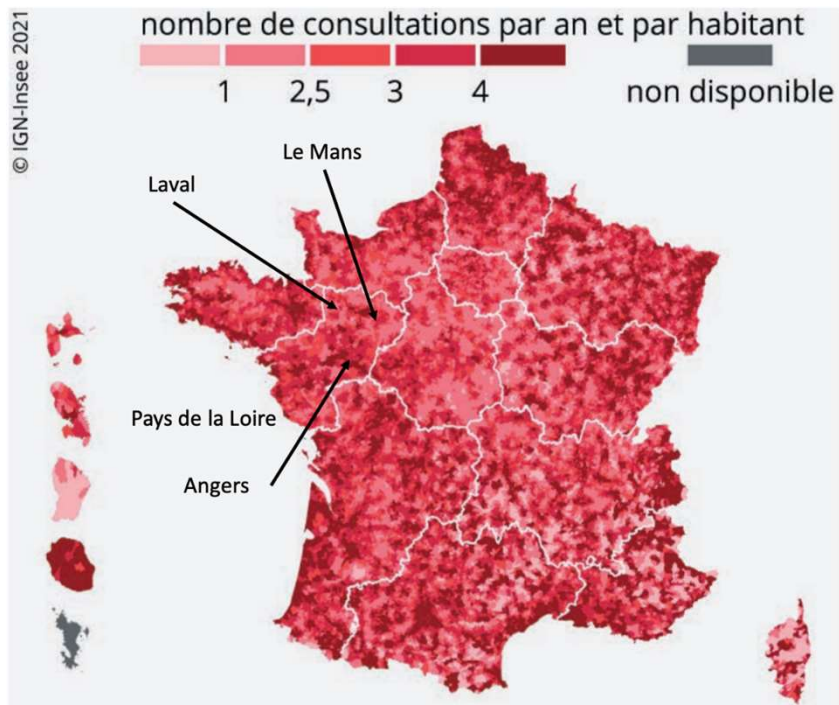 nombre de consultations par an et par habitant
1 2,5 3 4 non disponible
© IGN-Insee 2021
Le Mans
Laval
Pays de la Loire
Angers